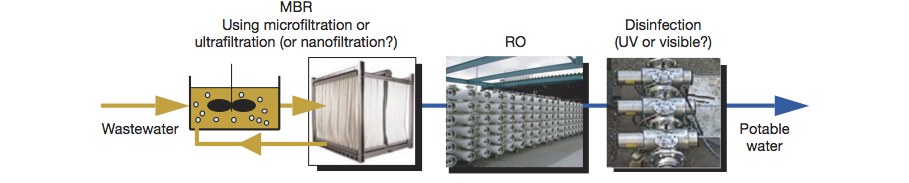 MBR
Using microfiltration or
ultrafiltration (or nanofiltration?)
RO
Disinfection
(UV or visible?)
Wastewater
Potable
water